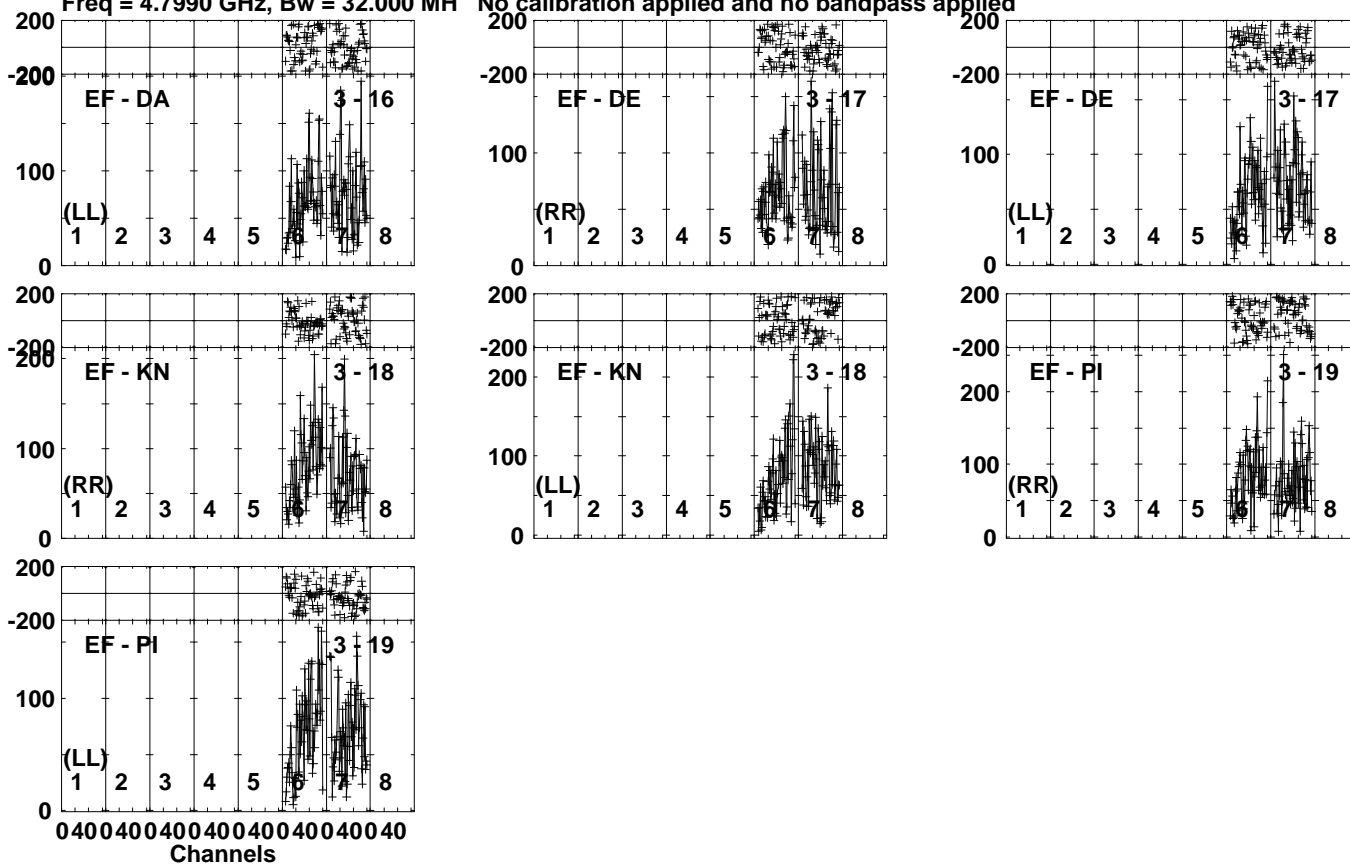 Freq = 4.7990 GHz, Bw = 32.000 MH No calibration applied and no bandpass applied
200
-200
200
EF - DA 3 - 16
100
(LL)
1 2 3 4 5 6 7 8
0
200
-200
EF - DE 3 - 17
100
(RR)
1 2 3 4 5 6 7 8
0
200
-200
EF - DE 3 - 17
100
(LL)
1 2 3 4 5 6 7 8
0
200
-200
200
EF - KN 3 - 18
100
(RR)
1 2 3 4 5 6 7 8
0
200
-200
EF - KN 3 - 18
200
100
(LL)
1 2 3 4 5 6 7 8
0
200
-200
EF - PI 3 - 19
200
100
(RR)
1 2 3 4 5 6 7 8
0
200
-200
EF - PI 3 - 19
100
(LL)
1 2 3 4 5 6 7 8
0
0 40 0 40 0 40 0 40 0 40 0 40 0 40 0 40
Channels